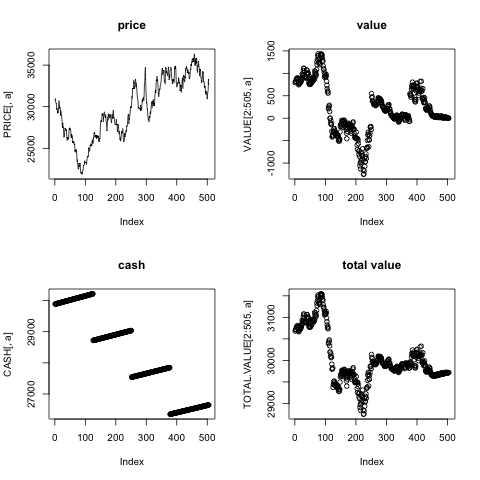 price
PRICE[, a]
25000 30000 35000
0 100 200 300 400 500
Index
value
VALUE[2:505, a]
-1000 0 500 1500
0 100 200 300 400 500
Index
cash
CASH[, a]
27000 29000
0 100 200 300 400 500
Index
total value
TOTAL.VALUE[2:505, a]
29000 30000 31000
0 100 200 300 400 500
Index